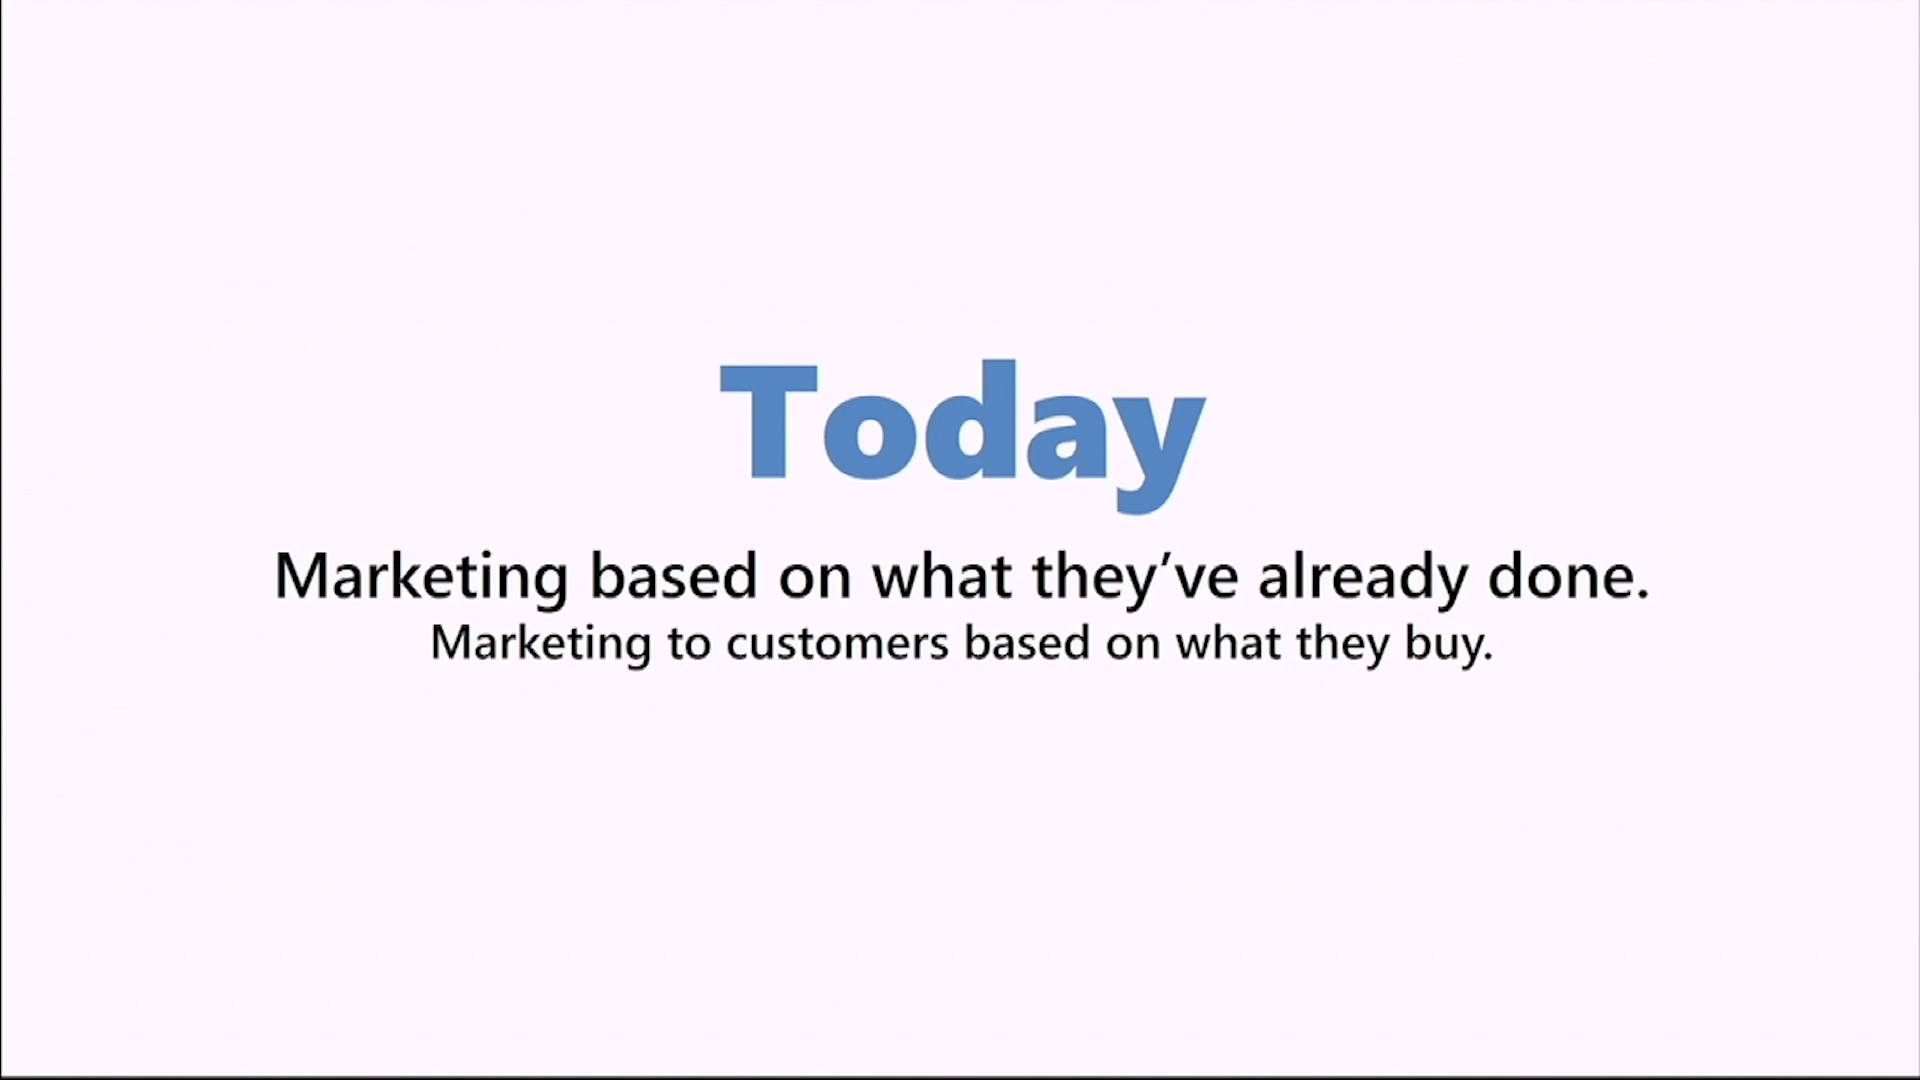 Today
Marketing based on what they’ve already done.
Marketing to customers based on what they buy.